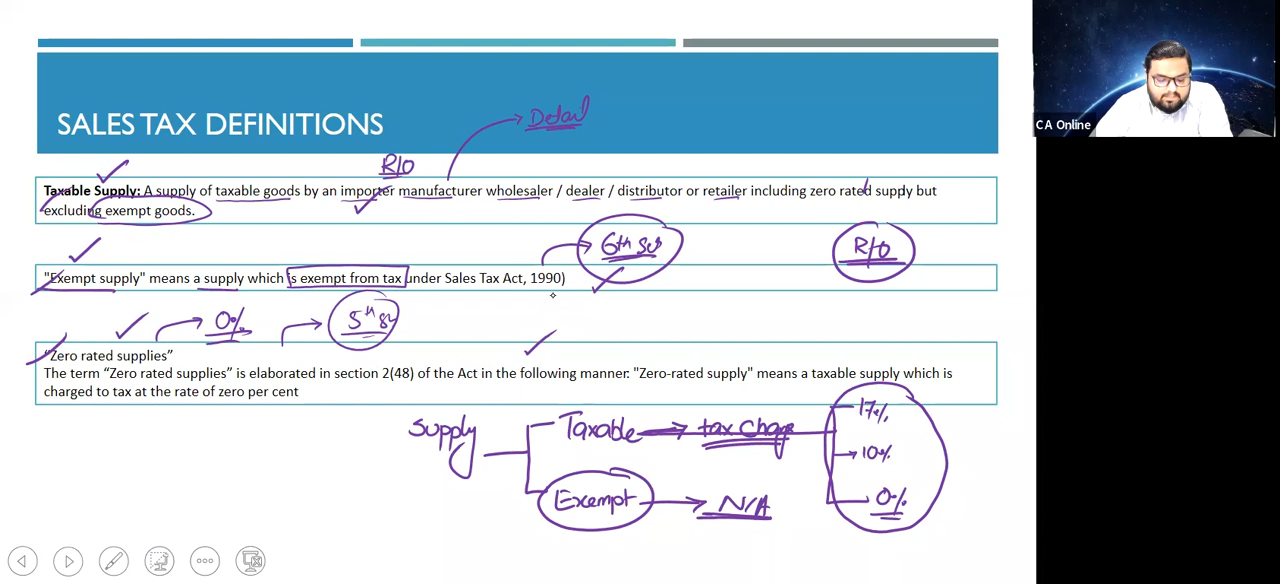 Detail
SALES TAX DEFINITIONS
R/O
Taxable Supply: A supply of taxable goods by an importer manufacturer wholesaler / dealer / distributor or retailer including zero rated supply but
excluding exempt goods.
6th Sch
R/O
"Exempt supply" means a supply which is exempt from tax under Sales Tax Act, 1990)
0%
5th Sch
"Zero rated supplies"
The term "Zero rated supplies" is elaborated in section 2(48) of the Act in the following manner: "Zero-rated supply" means a taxable supply which is
charged to tax at the rate of zero per cent
Supply
Taxable
tax Charge
17%
10%
Exempt
N/A
0%
CA Online